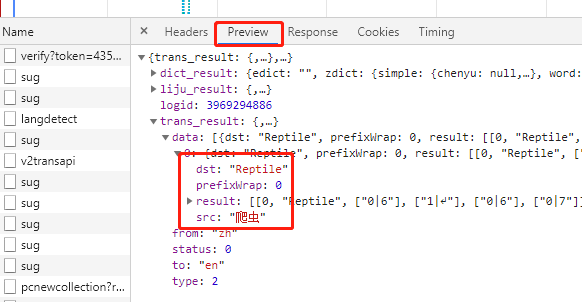 Name
Headers
Preview
Response
Cookies
Timing
verify?token=435...
sug
sug
langdetect
sug
v2transapi
sug
sug
sug
sug
sug
pcnewcollection?r...
{trans_result: {,…},…}
dict_result: {edict: "", zdict: {simple: {chenyu: null,…}, word:
liju_result: {,…}
logid: 3969294886
trans_result: {,…}
data: [{dst: "Reptile", prefixWrap: 0, result: [[0, "Reptile",
0: {dst: "Reptile", prefixWrap: 0, result: [[0, "Reptile", ["
dst: "Reptile"
prefixWrap: 0
result: [[0, "Reptile", ["0|6"], ["1|↵"], ["0|6"], ["0|7"]]
src: "爬虫"
from: "zh"
status: 0
to: "en"
type: 2